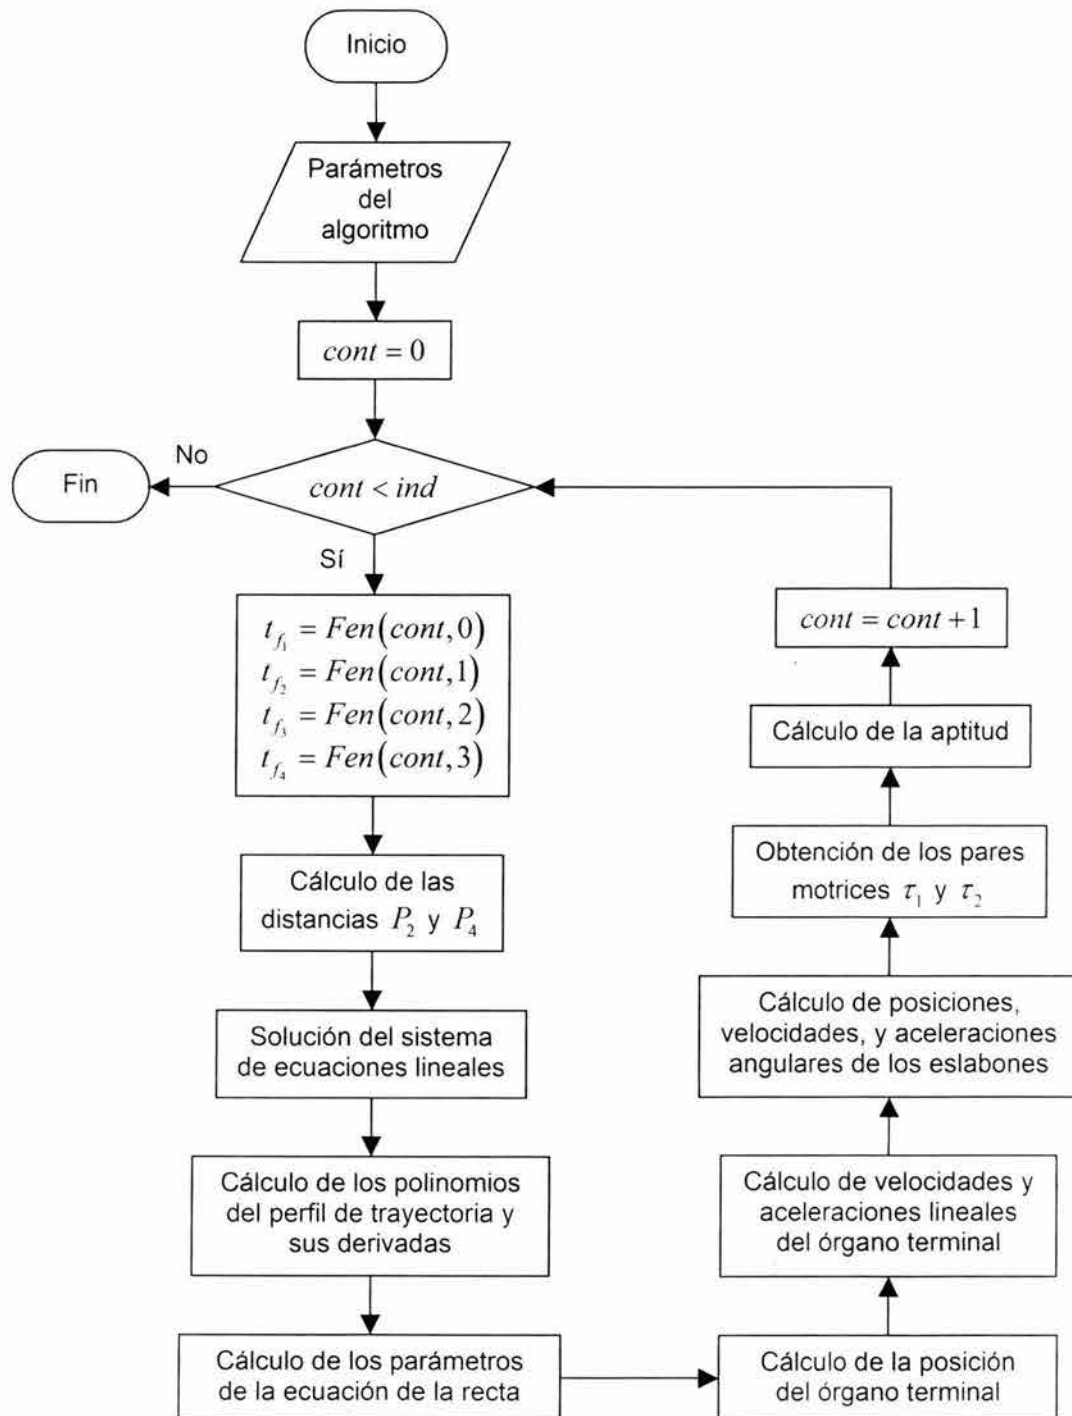 Inicio
Parámetros
del
algoritmo
cont = 0
No
Fin
cont < ind
Sí
t_{f_1} = Fen(cont,0)
t_{f_2} = Fen(cont,1)
t_{f_3} = Fen(cont,2)
t_{f_4} = Fen(cont,3)
Cálculo de las
distancias P_2 y P_4
Solución del sistema
de ecuaciones lineales
Cálculo de los polinomios
del perfil de trayectoria y
sus derivadas
Cálculo de los parámetros
de la ecuación de la recta
Cálculo de la posición
del órgano terminal
Cálculo de velocidades y
aceleraciones lineales
del órgano terminal
Cálculo de posiciones,
velocidades, y aceleraciones
angulares de los eslabones
Obtención de los pares
motrices τ_1 y τ_2
Cálculo de la aptitud
cont = cont +1